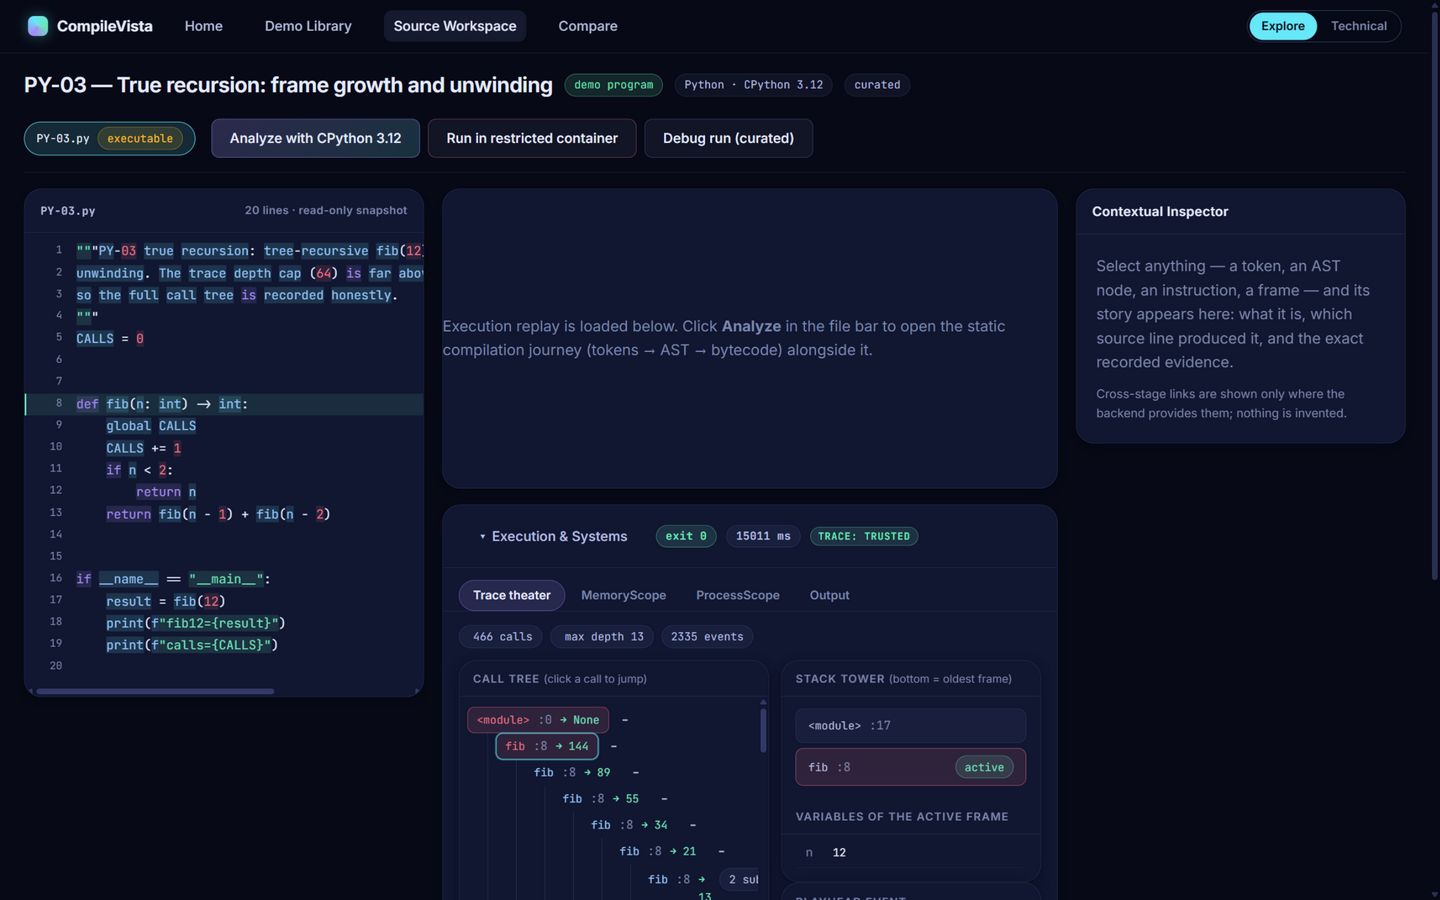 CompileVista
Home
Demo Library
Source Workspace
Compare
Explore
Technical
PY-03 — True recursion: frame growth and unwinding
demo program
Python · CPython 3.12
curated
PY-03.py
executable
Analyze with CPython 3.12
Run in restricted container
Debug run (curated)
PY-03.py
20 lines · read-only snapshot
1 """PY-03 true recursion: tree-recursive fib(12)
2 unwinding. The trace depth cap (64) is far abov
3 so the full call tree is recorded honestly.
4 """
5 CALLS = 0
6
7
8 def fib(n: int) -> int:
9 global CALLS
10 CALLS += 1
11 if n < 2:
12 return n
13 return fib(n - 1) + fib(n - 2)
14
15
16 if __name__ == "__main__":
17 result = fib(12)
18 print(f"fib12={result}")
19 print(f"calls={CALLS}")
20
Execution replay is loaded below. Click Analyze in the file bar to open the static
compilation journey (tokens → AST → bytecode) alongside it.
▾ Execution & Systems
exit 0
15011 ms
TRACE: TRUSTED
Trace theater
MemoryScope
ProcessScope
Output
466 calls
max depth 13
2335 events
CALL TREE (click a call to jump)
<module> :0 → None –
fib :8 → 144 –
fib :8 → 89 –
fib :8 → 55 –
fib :8 → 34 –
fib :8 → 21 –
fib :8 → 2 sub
13
STACK TOWER (bottom = oldest frame)
<module> :17
fib :8 active
VARIABLES OF THE ACTIVE FRAME
n 12
PLAYHEAD EVENT
Contextual Inspector
Select anything — a token, an AST
node, an instruction, a frame — and its
story appears here: what it is, which
source line produced it, and the exact
recorded evidence.
Cross-stage links are shown only where the
backend provides them; nothing is invented.